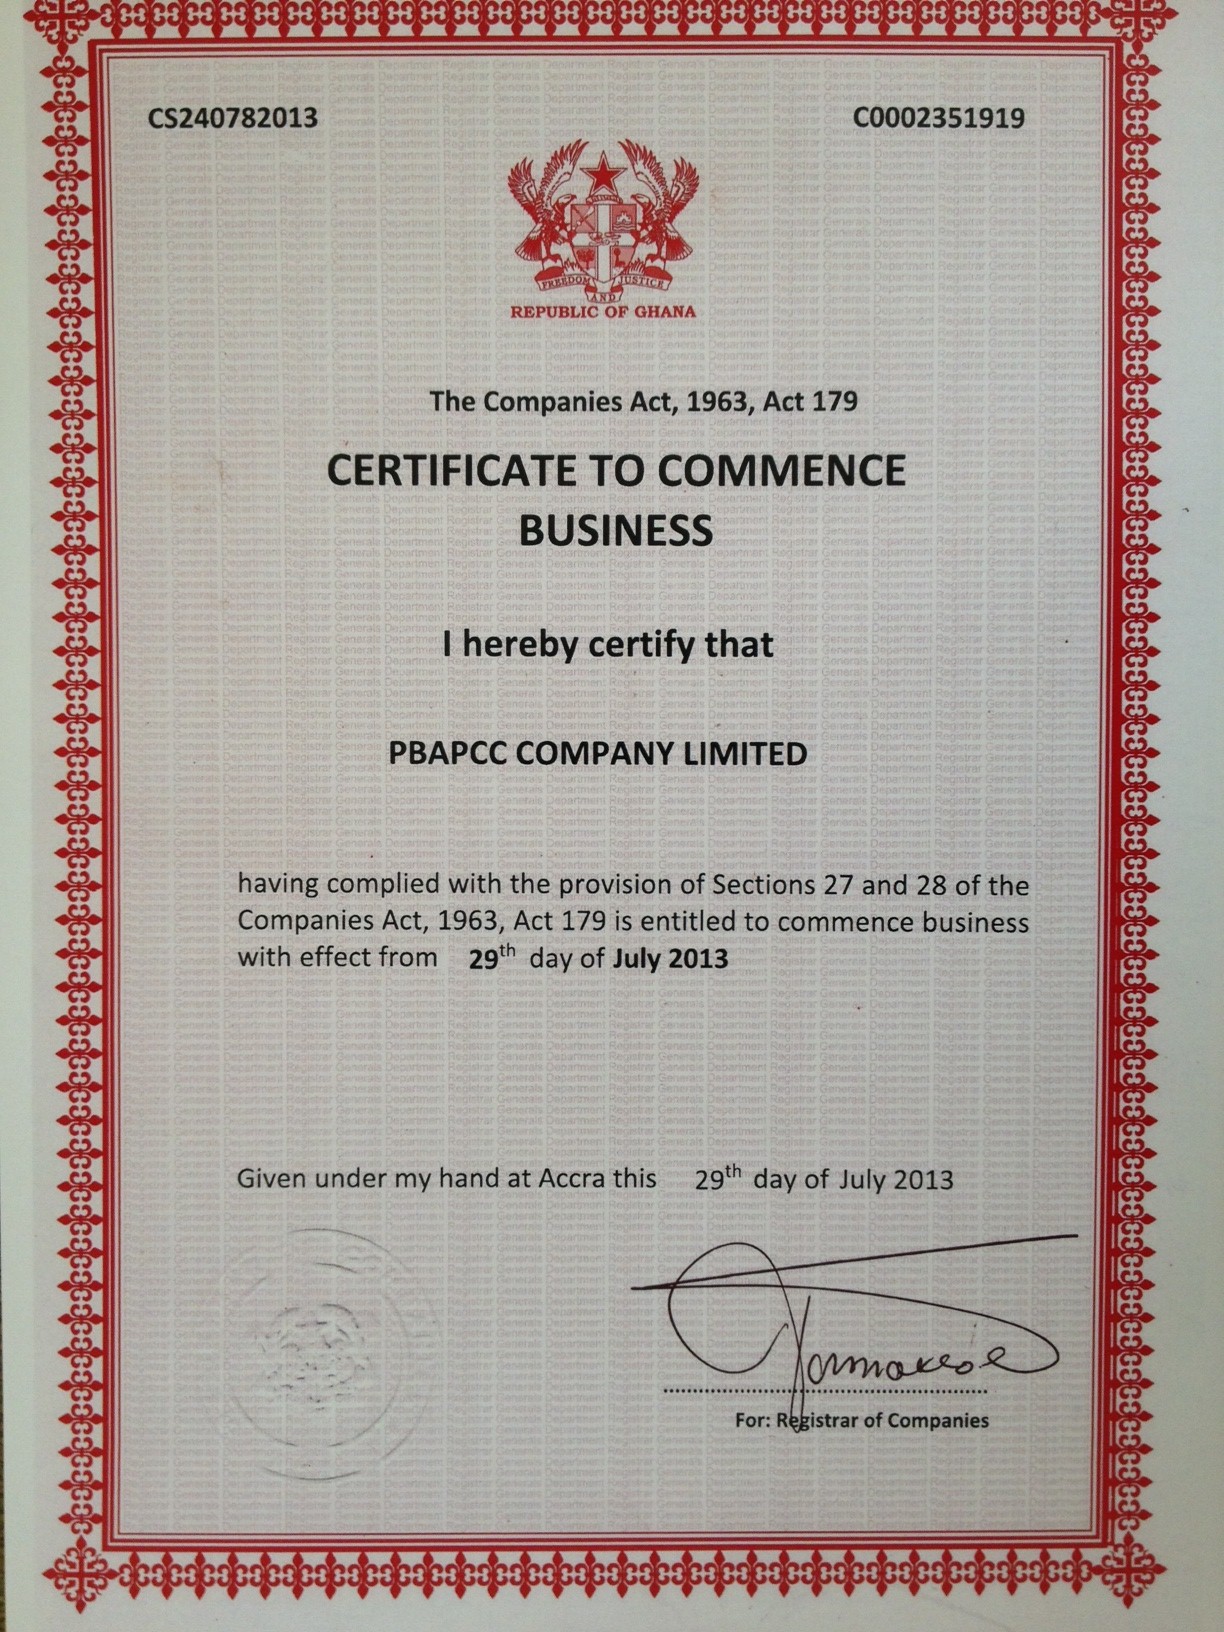 CS240782013
C0002351919
FREEDOM JUSTICE
AND
REPUBLIC OF GHANA
The Companies Act, 1963, Act 179
CERTIFICATE TO COMMENCE
BUSINESS
I hereby certify that
PBAPCC COMPANY LIMITED
having complied with the provision of Sections 27 and 28 of the
Companies Act, 1963, Act 179 is entitled to commence business
with effect from 29th day of July 2013
Given under my hand at Accra this 29th day of July 2013
For: Registrar of Companies